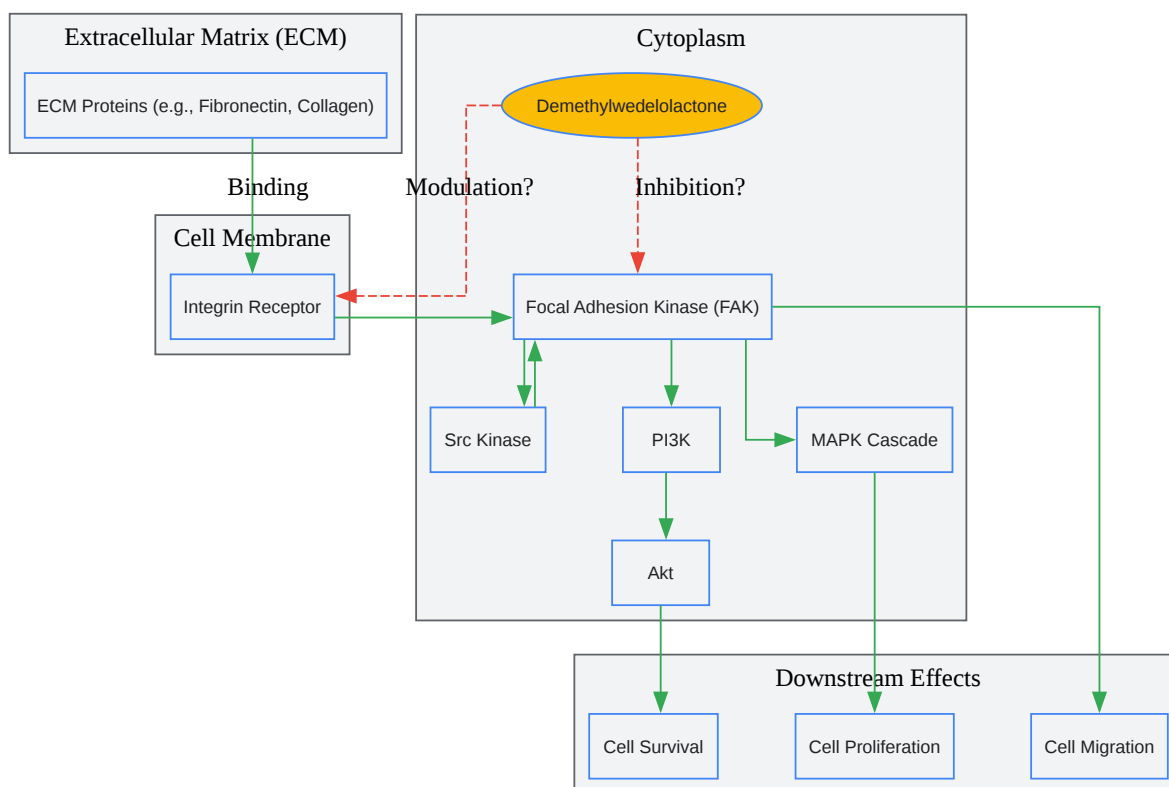 Extracellular Matrix (ECM)
Cytoplasm
ECM Proteins (e.g., Fibronectin, Collagen)
Demethylwedelolactone
Binding
Modulation?
Inhibition?
Cell Membrane
Integrin Receptor
Focal Adhesion Kinase (FAK)
Src Kinase
PI3K
MAPK Cascade
Akt
Downstream Effects
Cell Survival
Cell Proliferation
Cell Migration